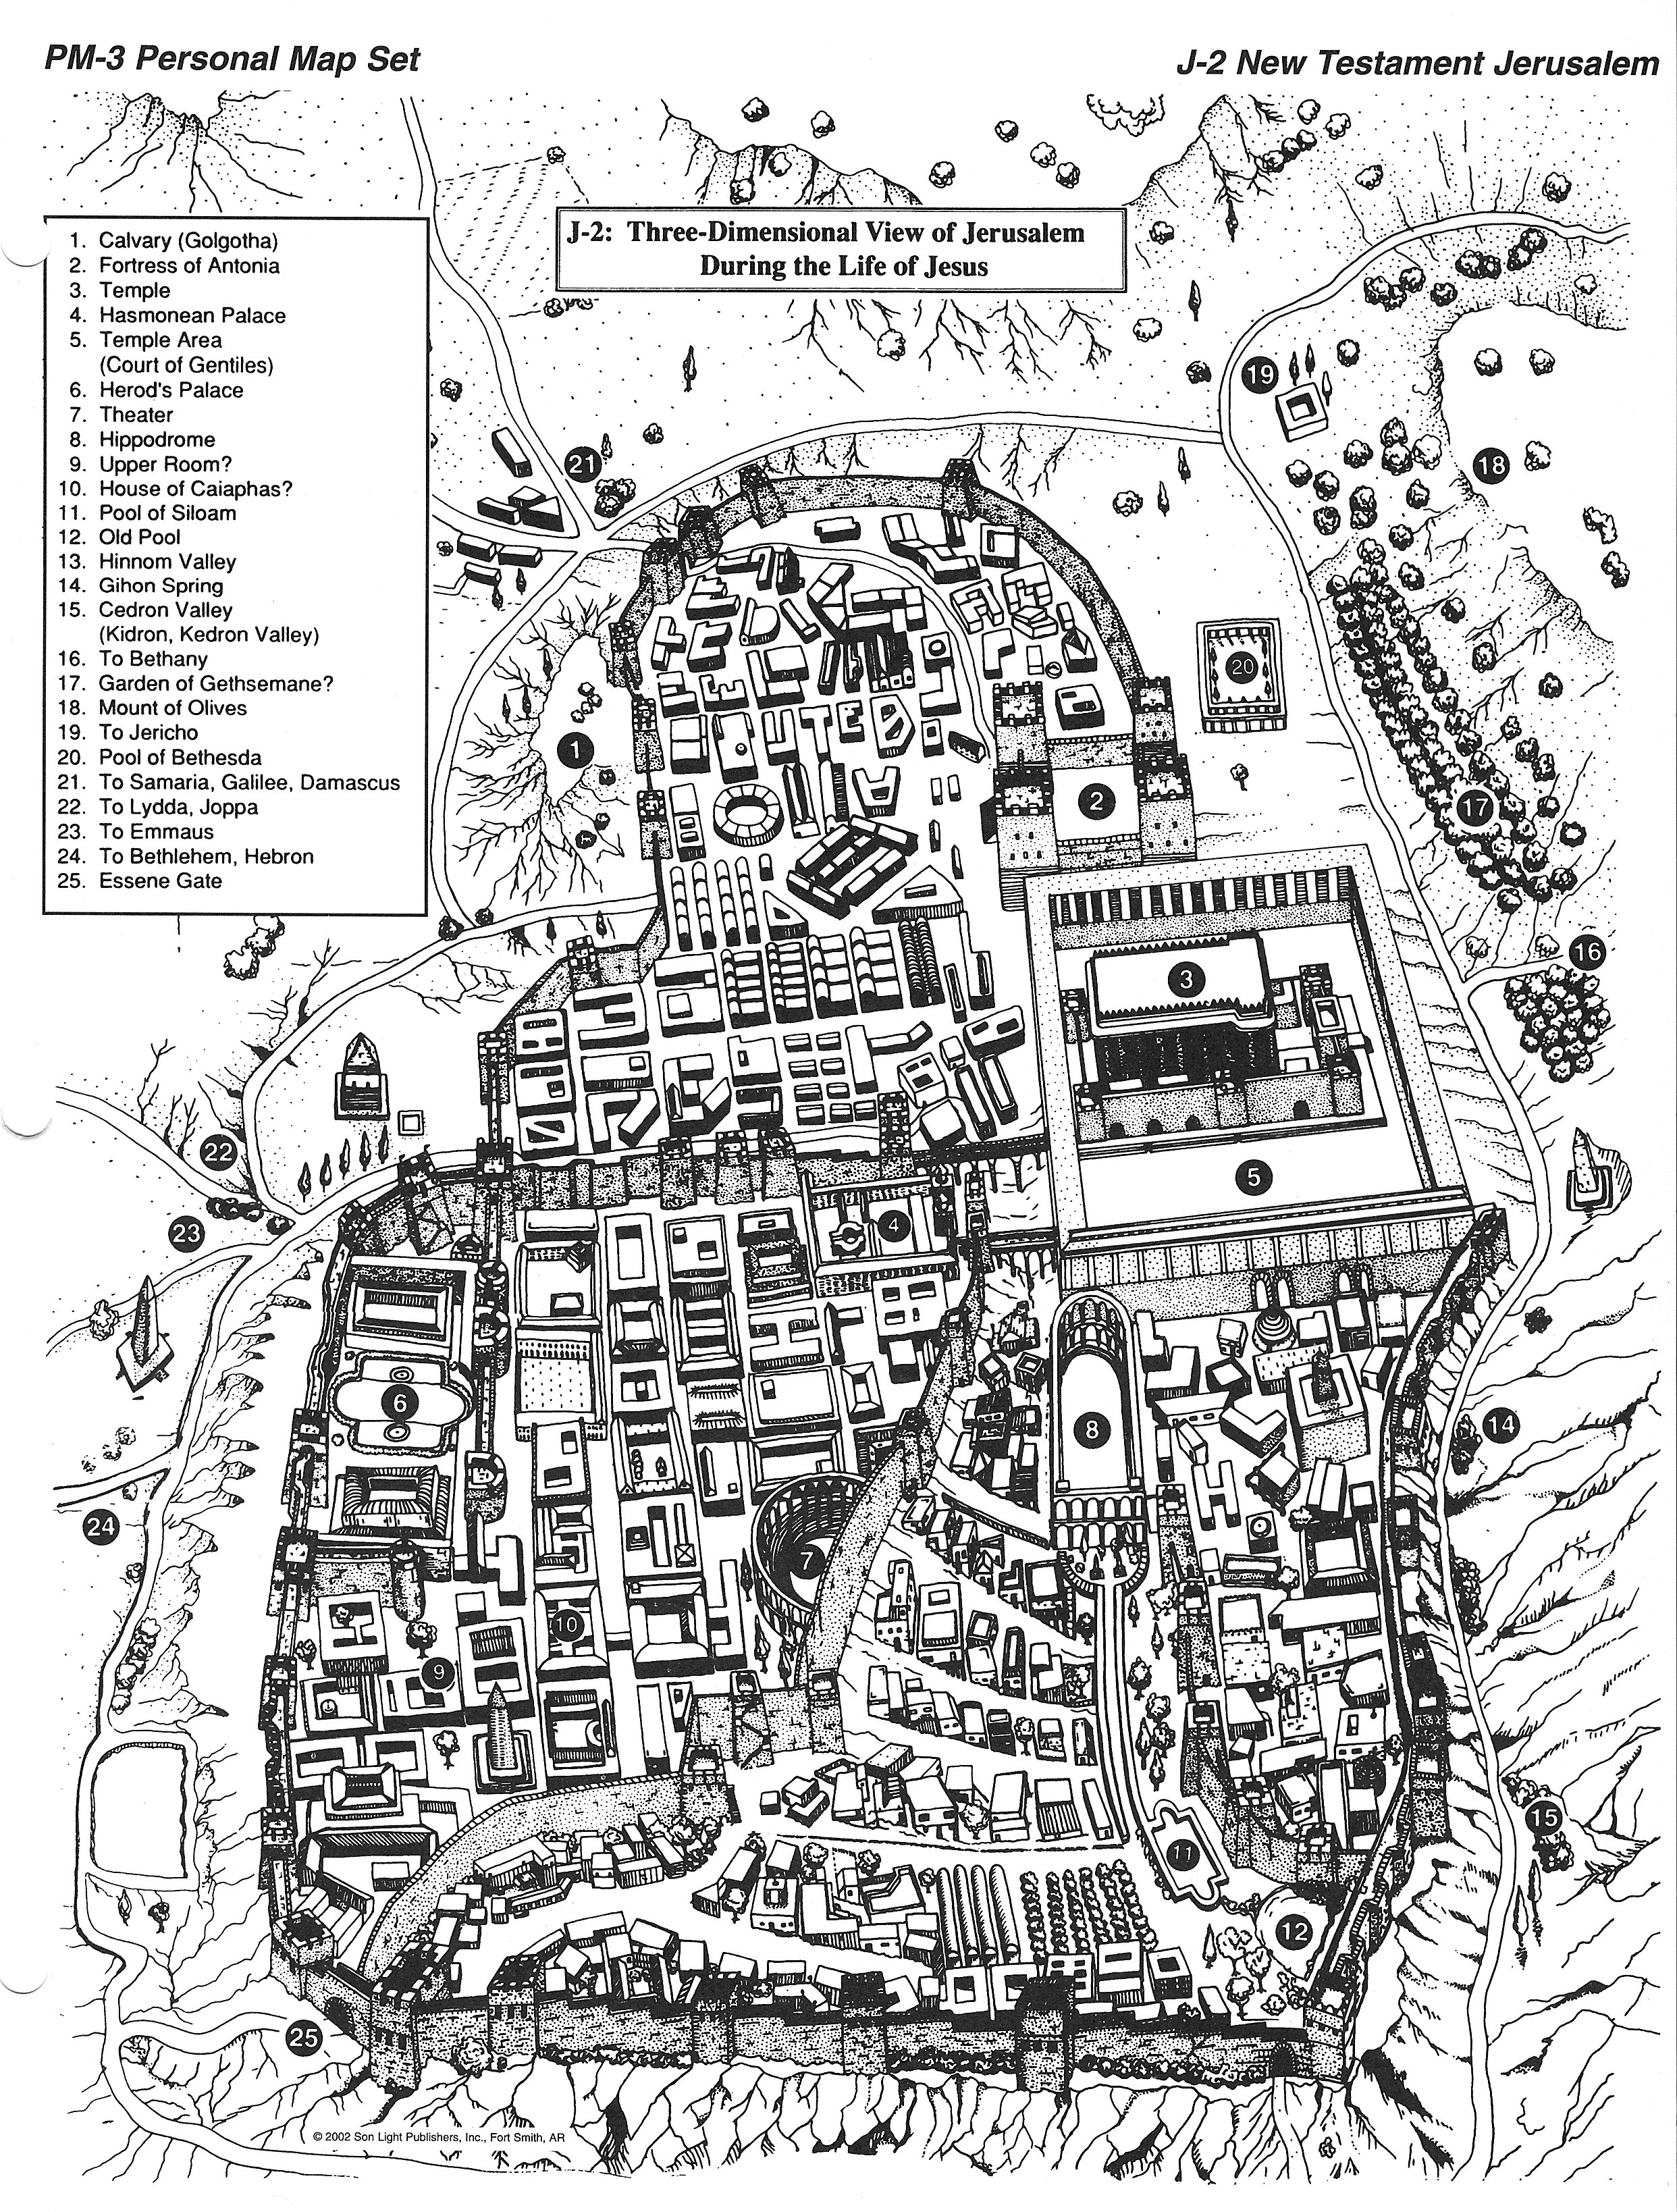 PM-3 Personal Map Set
J-2 New Testament Jerusalem
J-2: Three-Dimensional View of Jerusalem
During the Life of Jesus
1. Calvary (Golgotha)
2. Fortress of Antonia
3. Temple
4. Hasmonean Palace
5. Temple Area
(Court of Gentiles)
6. Herod's Palace
7. Theater
8. Hippodrome
9. Upper Room?
10. House of Caiaphas?
11. Pool of Siloam
12. Old Pool
13. Hinnom Valley
14. Gihon Spring
15. Cedron Valley
(Kidron, Kedron Valley)
16. To Bethany
17. Garden of Gethsemane?
18. Mount of Olives
19. To Jericho
20. Pool of Bethesda
21. To Samaria, Galilee, Damascus
22. To Lydda, Joppa
23. To Emmaus
24. To Bethlehem, Hebron
25. Essene Gate
19
21
18
20
1
2
17
16
3
22
5
4
23
6
14
8
24
7
10
9
15
11
12
25
© 2002 Son Light Publishers, Inc., Fort Smith, AR